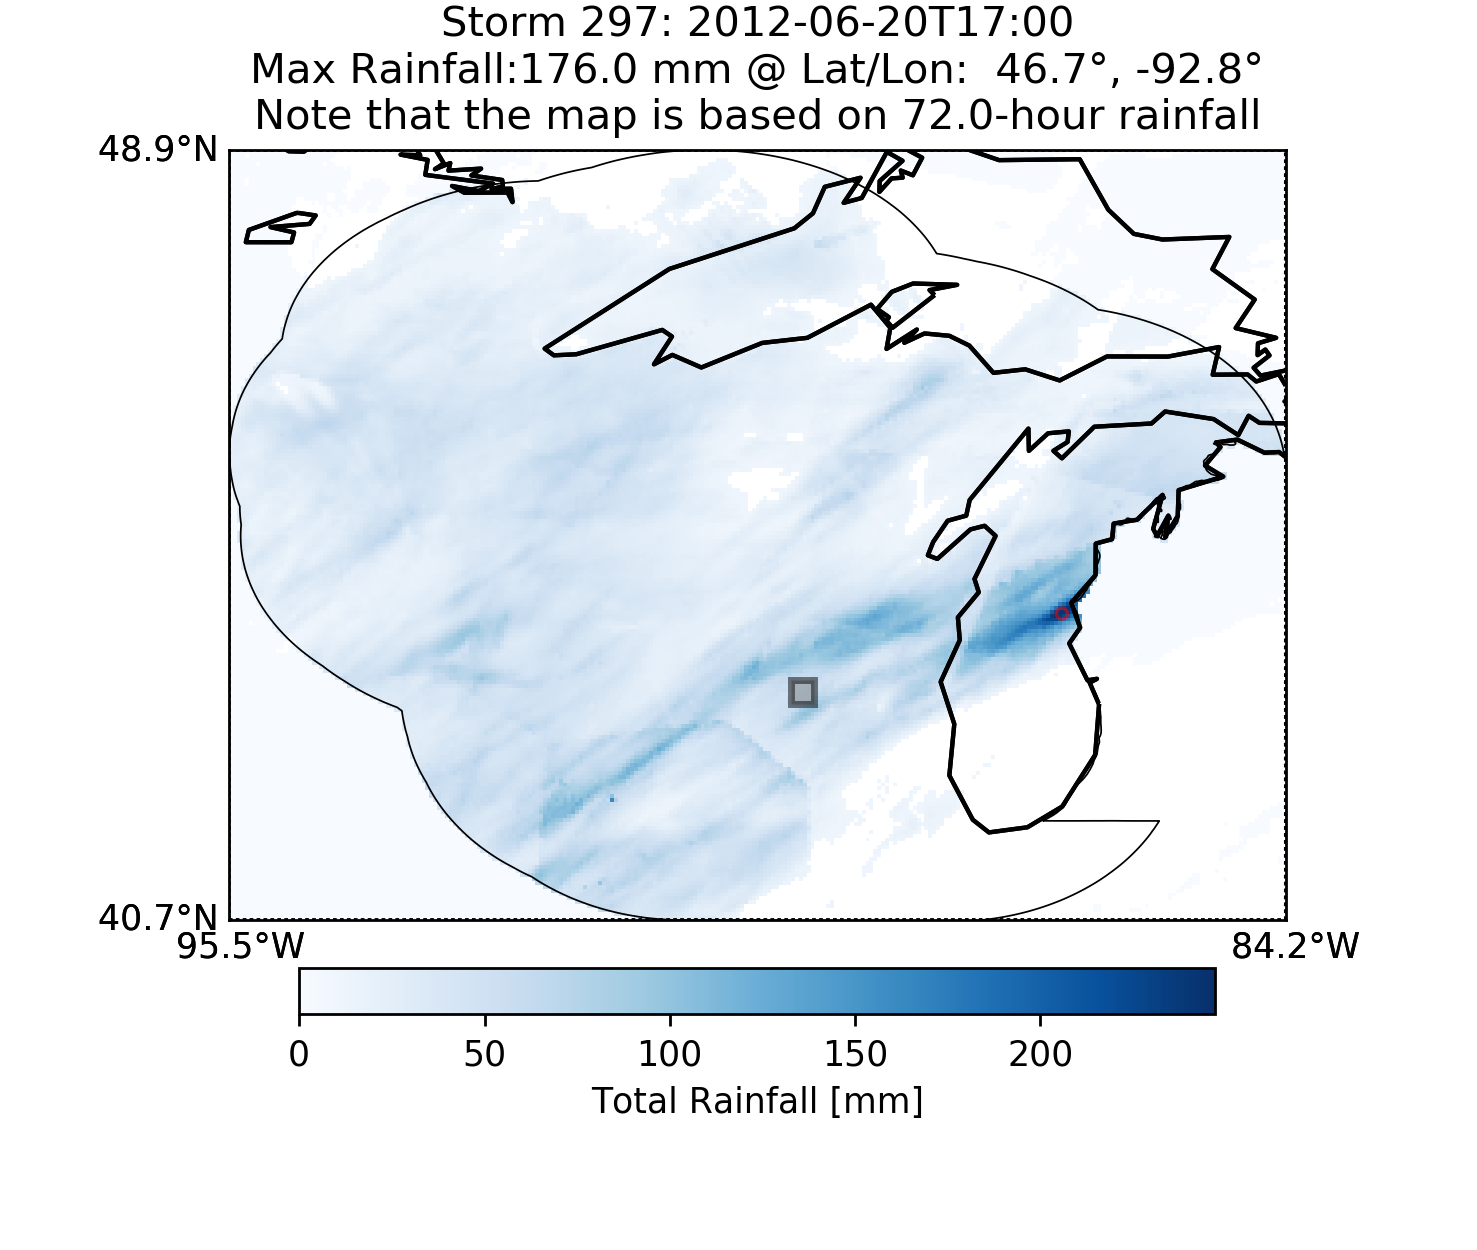 Storm 297: 2012-06-20T17:00
Max Rainfall:176.0 mm @ Lat/Lon:  46.7°, -92.8°
Note that the map is based on 72.0-hour rainfall
48.9°N
40.7°N
95.5°W 84.2°W
0 50 100 150 200
Total Rainfall [mm]